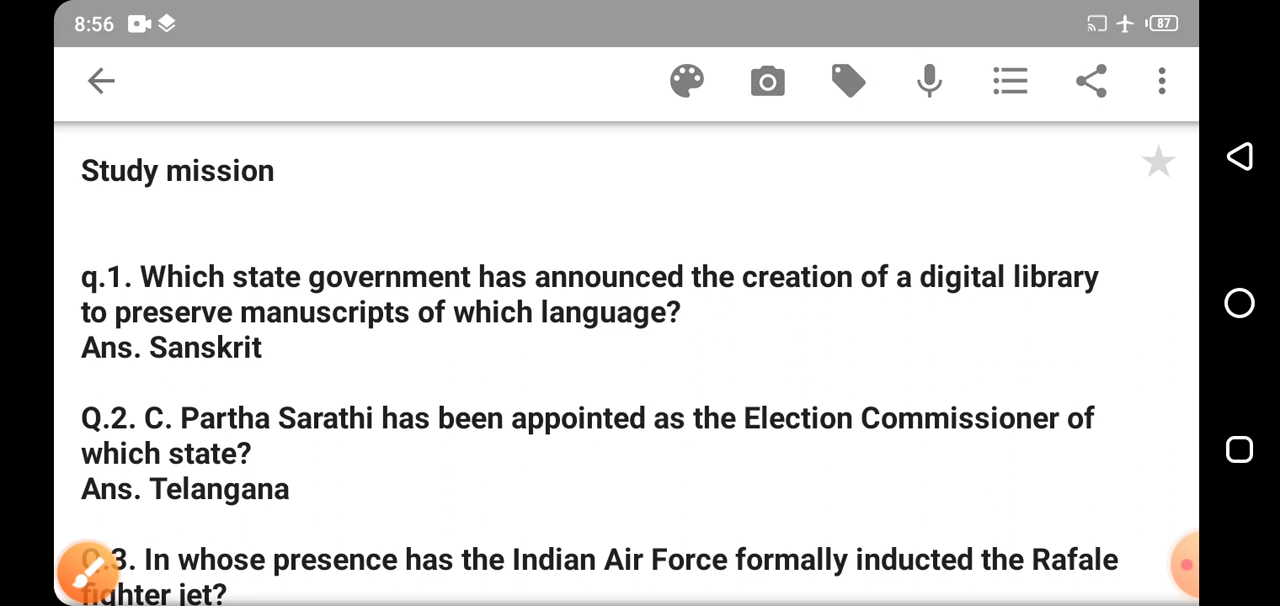 8:56
87
Study mission
q.1. Which state government has announced the creation of a digital library
to preserve manuscripts of which language?
Ans. Sanskrit
Q.2. C. Partha Sarathi has been appointed as the Election Commissioner of
which state?
Ans. Telangana
Q.3. In whose presence has the Indian Air Force formally inducted the Rafale
fighter jet?